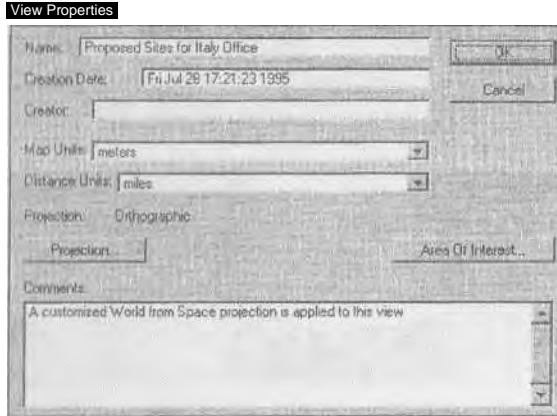 View Properties
Name: Proposed Sites for Italy Office
OK
Creation Date: Fri Jul 28 17:21:23 1995
Cancel
Creator:
Map Units: meters
Distance Units: miles
Projection: Orthographic
Projection...
Area Of Interest...
Comments:
A customized World from Space projection is applied to this view